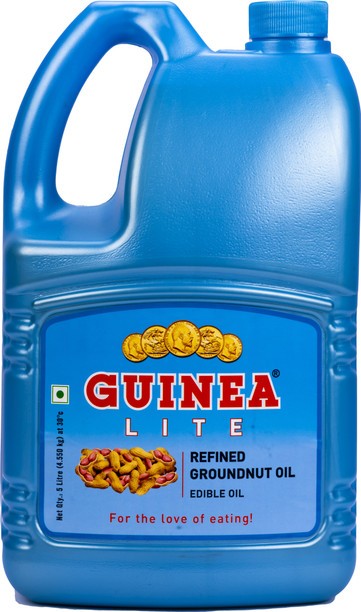 GUINEA®
LITE
REFINED
GROUNDNUT OIL
EDIBLE OIL
Net Qty.: 5 Litre (4.550 kg) at 30°c
For the love of eating!